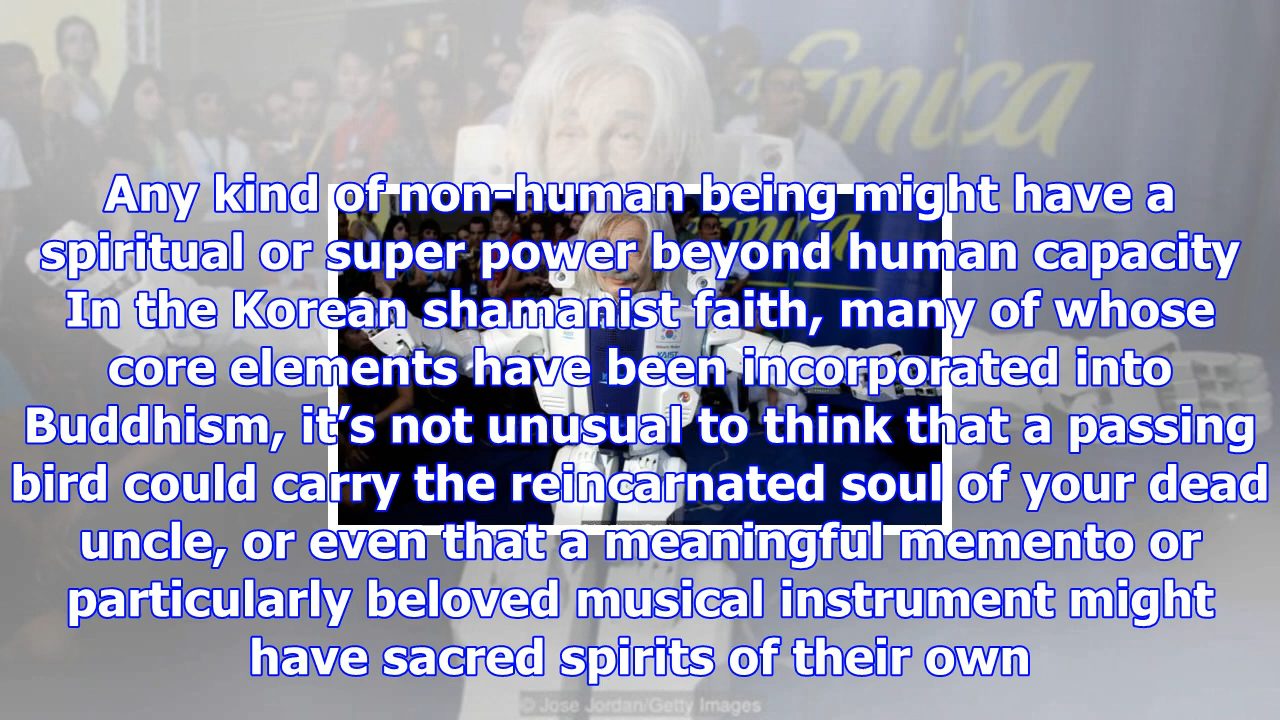 Any kind of non-human being might have a
spiritual or super power beyond human capacity
In the Korean shamanist faith, many of whose
core elements have been incorporated into
Buddhism, it’s not unusual to think that a passing
bird could carry the reincarnated soul of your dead
uncle, or even that a meaningful memento or
particularly beloved musical instrument might
have sacred spirits of their own
KAIST
© Jose Jordan/Getty Images